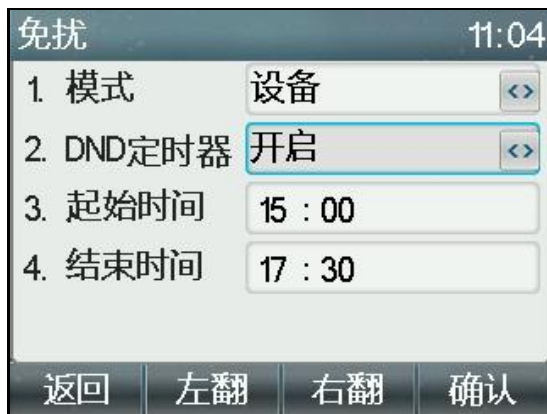 免扰 11:04
1. 模式 设备
2. DND定时器 开启
3. 起始时间 15 : 00
4. 结束时间 17 : 30
返回 左翻 右翻 确认